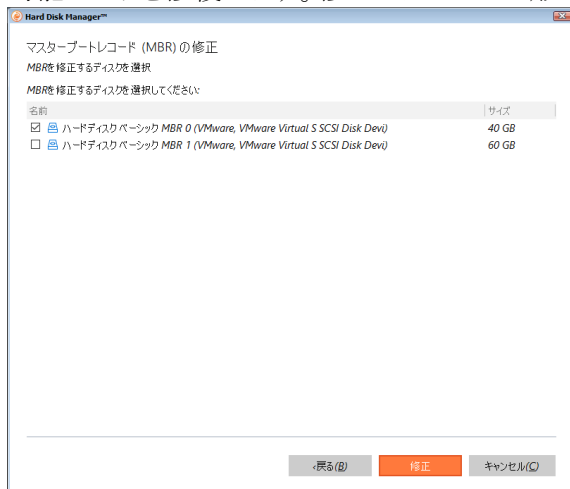 Hard Disk Manager™
マスターブートレコード (MBR) の修正
MBRを修正するディスクを選択
MBRを修正するディスクを選択してください:
名前 サイズ
ハードディスク ベーシック MBR 0 (VMware, VMware Virtual S SCSI Disk Devi) 40 GB
ハードディスク ベーシック MBR 1 (VMware, VMware Virtual S SCSI Disk Devi) 60 GB
‹戻る(B) 修正 キャンセル(C)